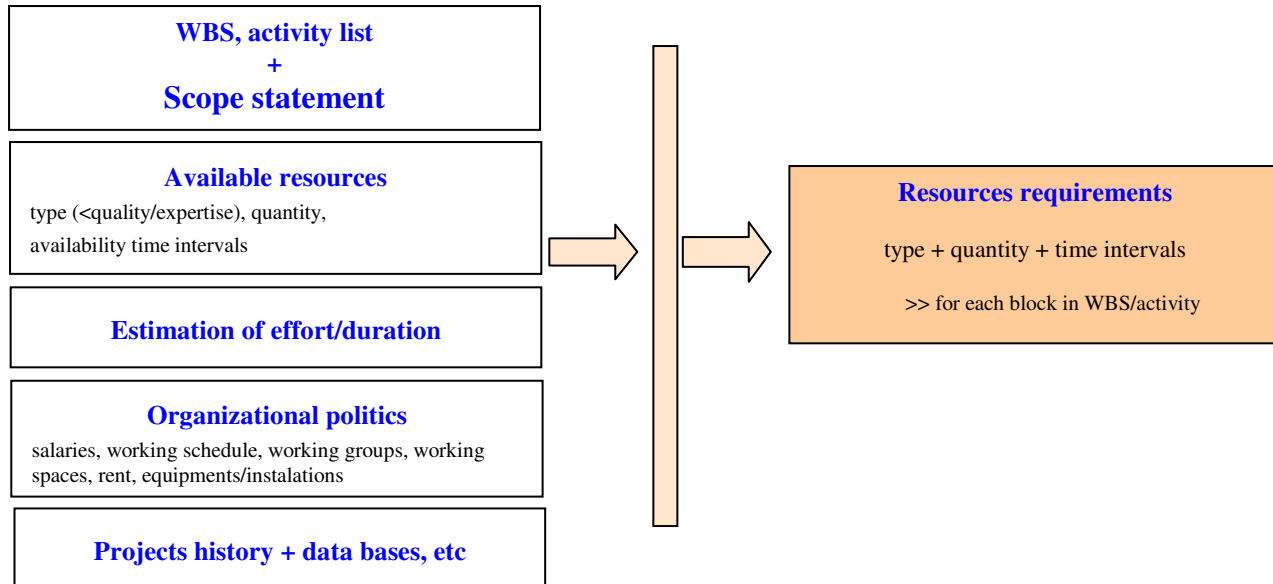 WBS, activity list
+
Scope statement
Available resources
type (<quality/expertise), quantity,
availability time intervals
Estimation of effort/duration
Organizational politics
salaries, working schedule, working groups, working
spaces, rent, equipments/instalations
Projects history + data bases, etc
Resources requirements
type + quantity + time intervals
>> for each block in WBS/activity